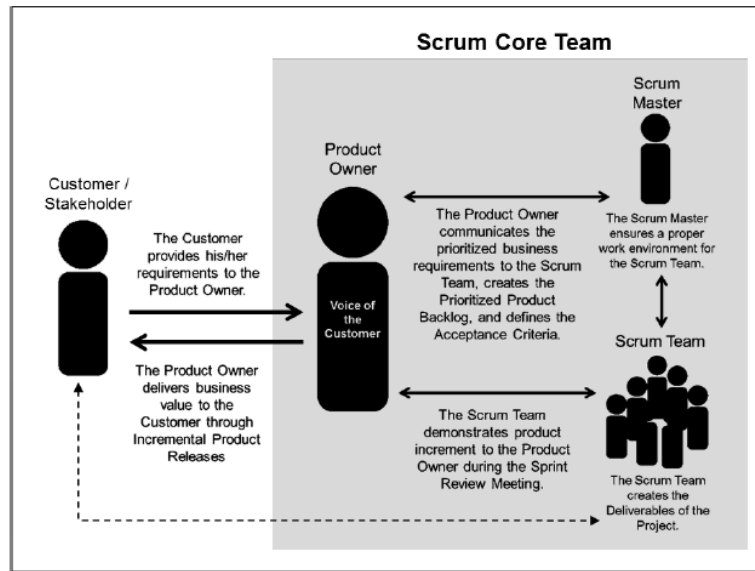 Scrum Core Team
Scrum
Master
Product
Owner
Customer /
Stakeholder
The Customer
provides his/her
requirements to the
Product Owner.
The Product Owner
delivers business
value to the
Customer through
Incremental Product
Releases
Voice of
the
Customer
The Product Owner
communicates the
prioritized business
requirements to the Scrum
Team, creates the
Prioritized Product
Backlog, and defines the
Acceptance Criteria.
The Scrum Master
ensures a proper
work environment for
the Scrum Team.
Scrum Team
The Scrum Team
demonstrates product
increment to the Product
Owner during the Sprint
Review Meeting.
The Scrum Team
creates the
Deliverables of the
Project.